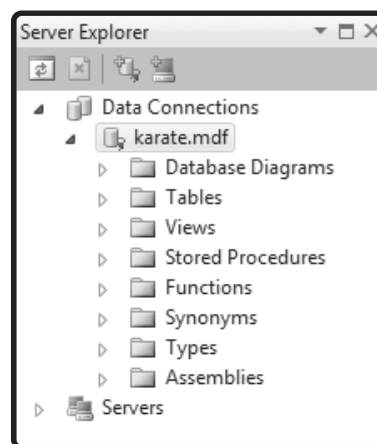 Server Explorer
Data Connections
karate.mdf
Database Diagrams
Tables
Views
Stored Procedures
Functions
Synonyms
Types
Assemblies
Servers